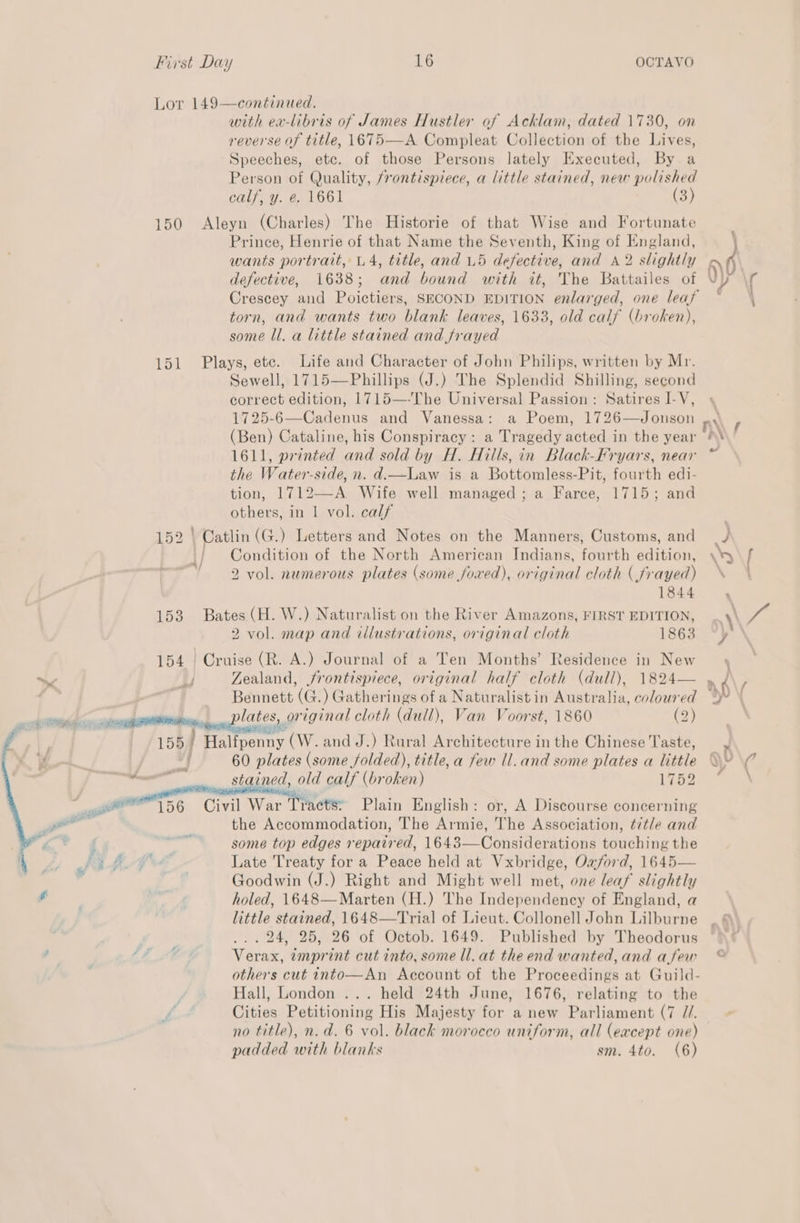 First Day 16 OCTAVO
Lot 149—continued.
with ex-libris of James Hustler of Acklam, dated 1730, on
reverse of title, 1675—A Compleat Collection of the Lives,
Speeches, etc. of those Persons lately Executed, By a
Person of Quality, frontispiece, a little stained, new polished
calf, y. e. 1661 (3)
150 Aleyn (Charles) The Historie of that Wise and Fortunate
Prince, Henrie of that Name the Seventh, King of England,
wants portrait, L 4, title, and L5 defective, and A 2 slightly
defective, 1638; and bound with it, The Battailes of
Crescey and Poictiers, SECOND EDITION enlarged, one leaf
torn, and wants two blank leaves, 1633, old calf (broken),
some ll. a little stained and frayed
151 Plays, etc. Life and Character of John Philips, written by Mr.
Sewell, 1715—Phillips (J.) The Splendid Shilling, second
correct edition, 1715—The Universal Passion: Satires I-V,
1725-6—Cadenus and Vanessa: a Poem, 1726—Jonson
(Ben) Cataline, his Conspiracy: a Tragedy acted in the year
1611, printed and sold by H. Hills, in Black-Fryars, near
the Water-side, n. d.—Law is a Bottomless-Pit, fourth edi-
tion, 1712—A Wife well managed; a Farce, 1715; and
others, in 1 vol. calf
152 Catlin (G.) Letters and Notes on the Manners, Customs, and
Condition of the North American Indians, fourth edition,
2 vol. numerous plates (some foxed), original cloth (frayed)
1844
153 Bates (H. W.) Naturalist on the River Amazons, FIRST EDITION,
2 vol. map and illustrations, original cloth 1863
154 Cruise (R. A.) Journal of a Ten Months' Residence in New
Zealand, frontispiece, original half cloth (dull), 1824—
Bennett (G.) Gatherings of a Naturalist in Australia, coloured
plates, original cloth (dull), Van Voorst, 1860 (2)
155 Halfpenny (W. and J.) Rural Architecture in the Chinese Taste,
60 plates (some folded), title, a few ll. and some plates a little
stained, old calf (broken) 1752
156 Civil War Tracts. Plain English: or, A Discourse concerning
the Accommodation, The Armie, The Association, title and
some top edges repaired, 1643—Considerations touching the
Late Treaty for a Peace held at Vxbridge, Oxford, 1645—
Goodwin (J.) Right and Might well met, one leaf slightly
holed, 1648—Marten (H.) The Independency of England, a
little stained, 1648—Trial of Lieut. Collonell John Lilburne
... 24, 25, 26 of Octob. 1649. Published by Theodorus
Verax, imprint cut into, some ll. at the end wanted, and a few
others cut into—An Account of the Proceedings at Guild-
Hall, London ... held 24th June, 1676, relating to the
Cities Petitioning His Majesty for a new Parliament (7 ll.
no title), n. d. 6 vol. black morocco uniform, all (except one)
padded with blanks sm. 4to. (6)